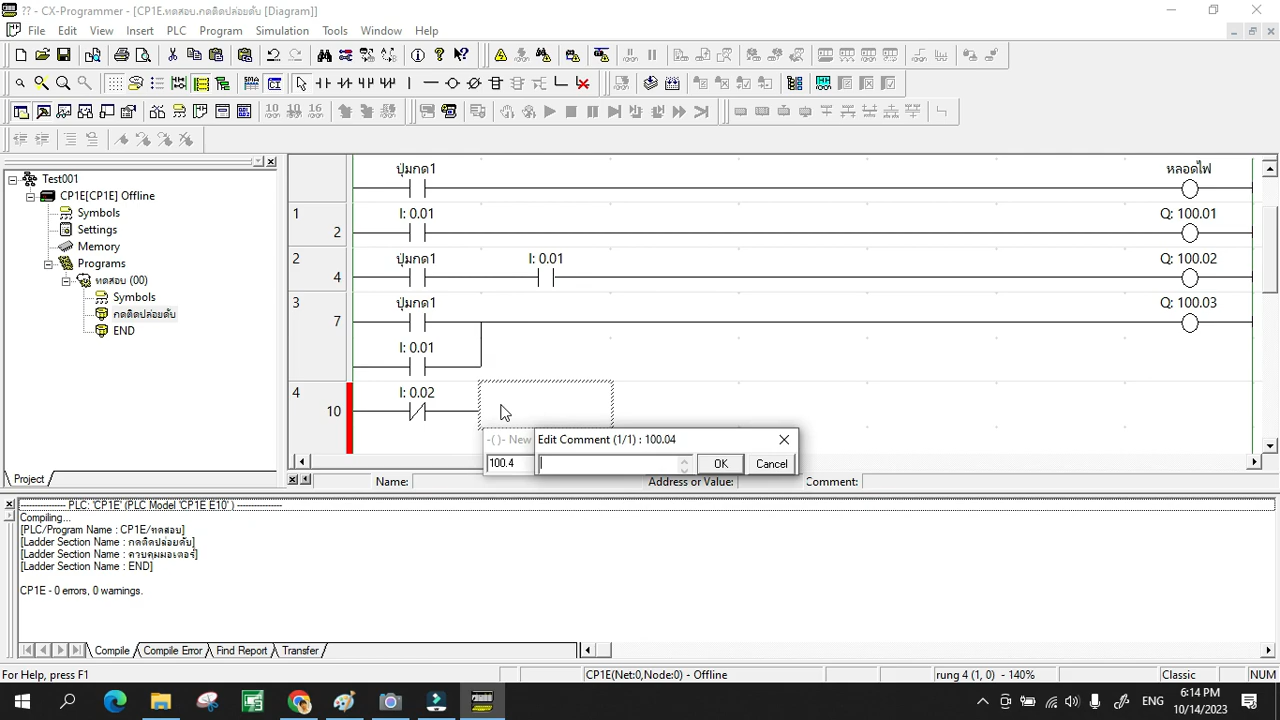 ?? - CX-Programmer - [CP1E.ทดสอบ.กดติดปล่อยดับ [Diagram]]
File Edit View Insert PLC Program Simulation Tools Window Help
10 10 16
Test001
CP1E[CP1E] Offline
Symbols
Settings
Memory
Programs
ทดสอบ (00)
Symbols
กดติดปล่อยดับ
END
Project
ปุ่มกด1 หลอดไฟ
1 I: 0.01 Q: 100.01
2
2 ปุ่มกด1 I: 0.01 Q: 100.02
4
3 ปุ่มกด1 Q: 100.03
7
I: 0.01
4 I: 0.02
10
-( )- New Edit Comment (1/1) : 100.04
100.4 OK Cancel
Name: Address or Value: Comment:
--------------- PLC: 'CP1E' (PLC Model 'CP1E E10' ) ---------------
Compiling...
[PLC/Program Name : CP1E/ทดสอบ]
[Ladder Section Name : กดติดปล่อยดับ]
[Ladder Section Name : ควบคุมมอเตอร์]
[Ladder Section Name : END]
CP1E - 0 errors, 0 warnings.
Compile Compile Error Find Report Transfer
For Help, press F1 CP1E(Net:0,Node:0) - Offline rung 4 (1, 0) - 140% Classic NUM
ENG 6:14 PM
10/14/2023